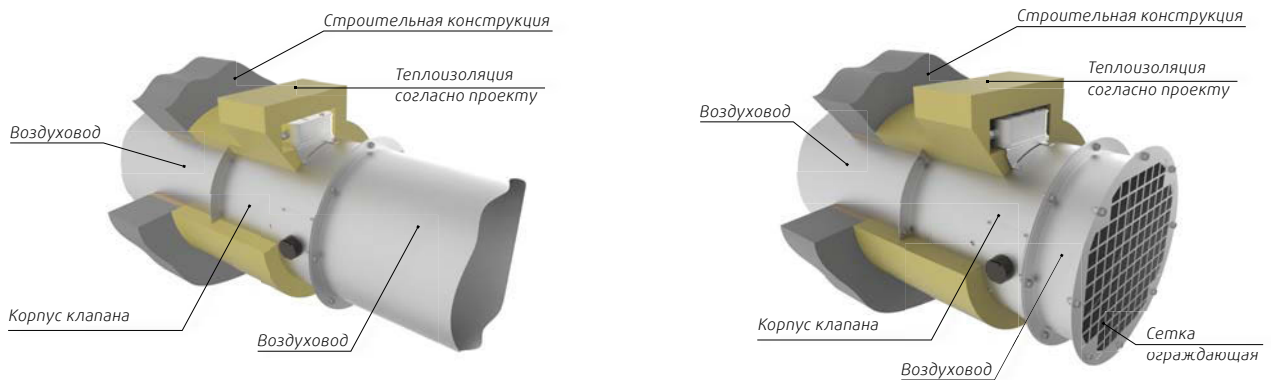 Строительная конструкция
Теплоизоляция
согласно проекту
Воздуховод
Корпус клапана
Воздуховод
Строительная конструкция
Теплоизоляция
согласно проекту
Воздуховод
Корпус клапана
Воздуховод
Сетка
ограждающая